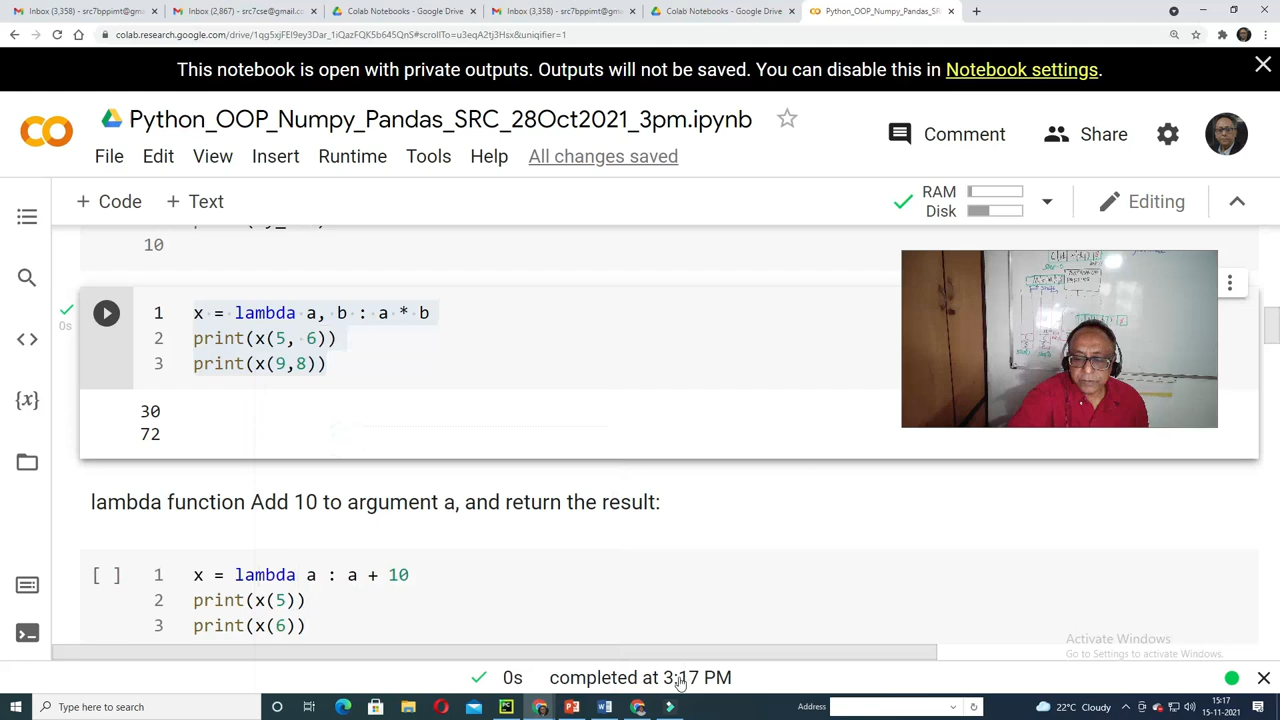 Inbox (3,358) - src7bppimt@gma
Inbox (2,867) - src7cse@gmail.c
Colab Notebooks - Google Drive
Inbox (3,358) - src7bppimt@gma
Colab Notebooks - Google Drive
Python_OOP_Numpy_Pandas_SR
colab.research.google.com/drive/1qg5xjFEI9ey3Dar_1iQazFQK5b645QnS#scrollTo=u3eqA2tj3Hsx&uniqifier=1
This notebook is open with private outputs. Outputs will not be saved. You can disable this in Notebook settings.
Python_OOP_Numpy_Pandas_SRC_28Oct2021_3pm.ipynb
Comment
Share
File Edit View Insert Runtime Tools Help All changes saved
+ Code + Text
RAM
Disk
Editing
10
0s
1 x = lambda a, b : a * b
2 print(x(5, 6))
3 print(x(9,8))
30
72
lambda function Add 10 to argument a, and return the result:
[ ] 1 x = lambda a : a + 10
2 print(x(5))
3 print(x(6))
Activate Windows
Go to Settings to activate Windows.
0s completed at 3:17 PM
Type here to search
Address
22°C Cloudy
15:17
15-11-2021